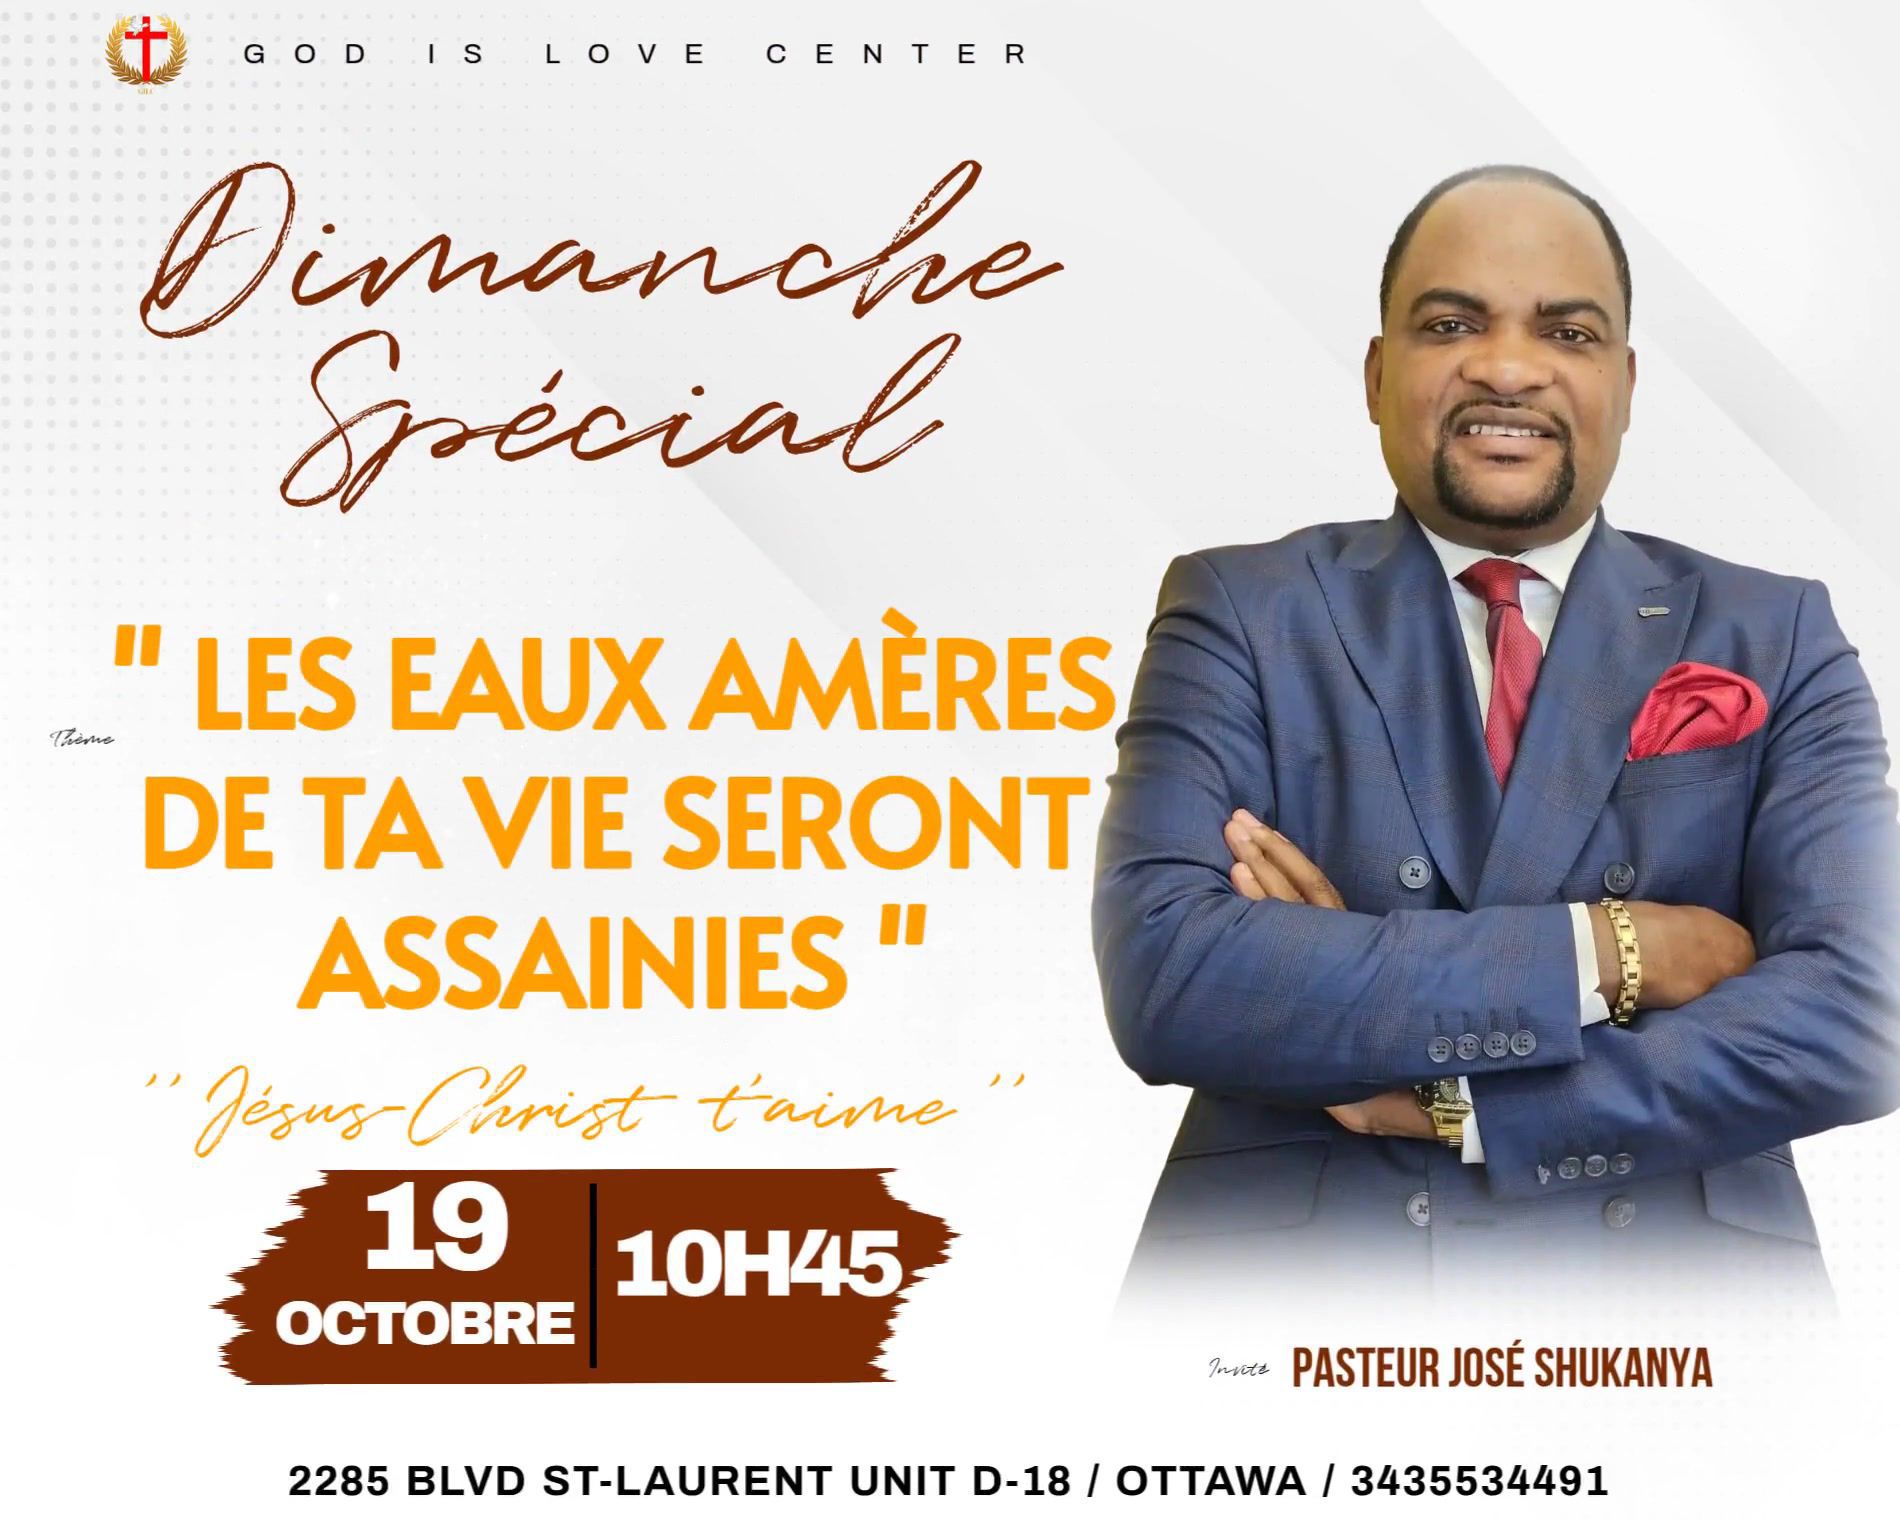 GOD IS LOVE CENTER
Dimanche
Spécial
Thème
" LES EAUX AMÈRES
DE TA VIE SERONT
ASSAINIES "
'' Jésus-Christ t'aime ''
19
OCTOBRE
10H45
Invité PASTEUR JOSÉ SHUKANYA
2285 BLVD ST-LAURENT UNIT D-18 / OTTAWA / 3435534491